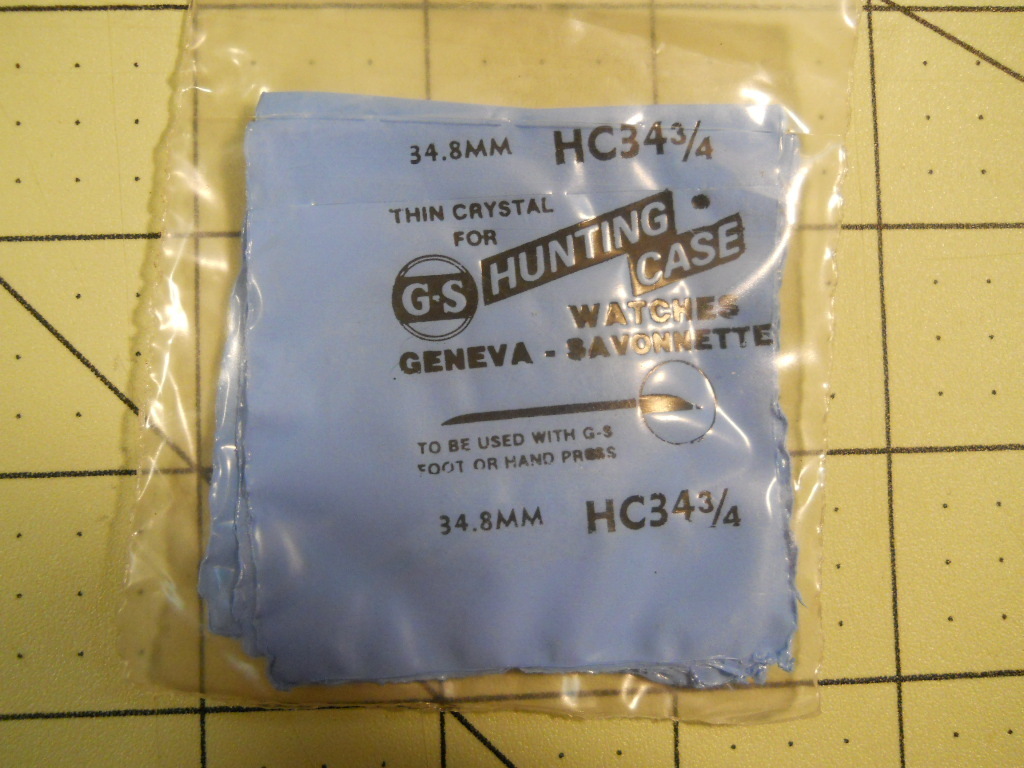 34.8MM HC34¾
THIN CRYSTAL
FOR
G-S HUNTING
CASE
WATCHES
GENEVA - SAVONNETTE
TO BE USED WITH G-S
FOOT OR HAND PRESS
34.8MM HC34¾